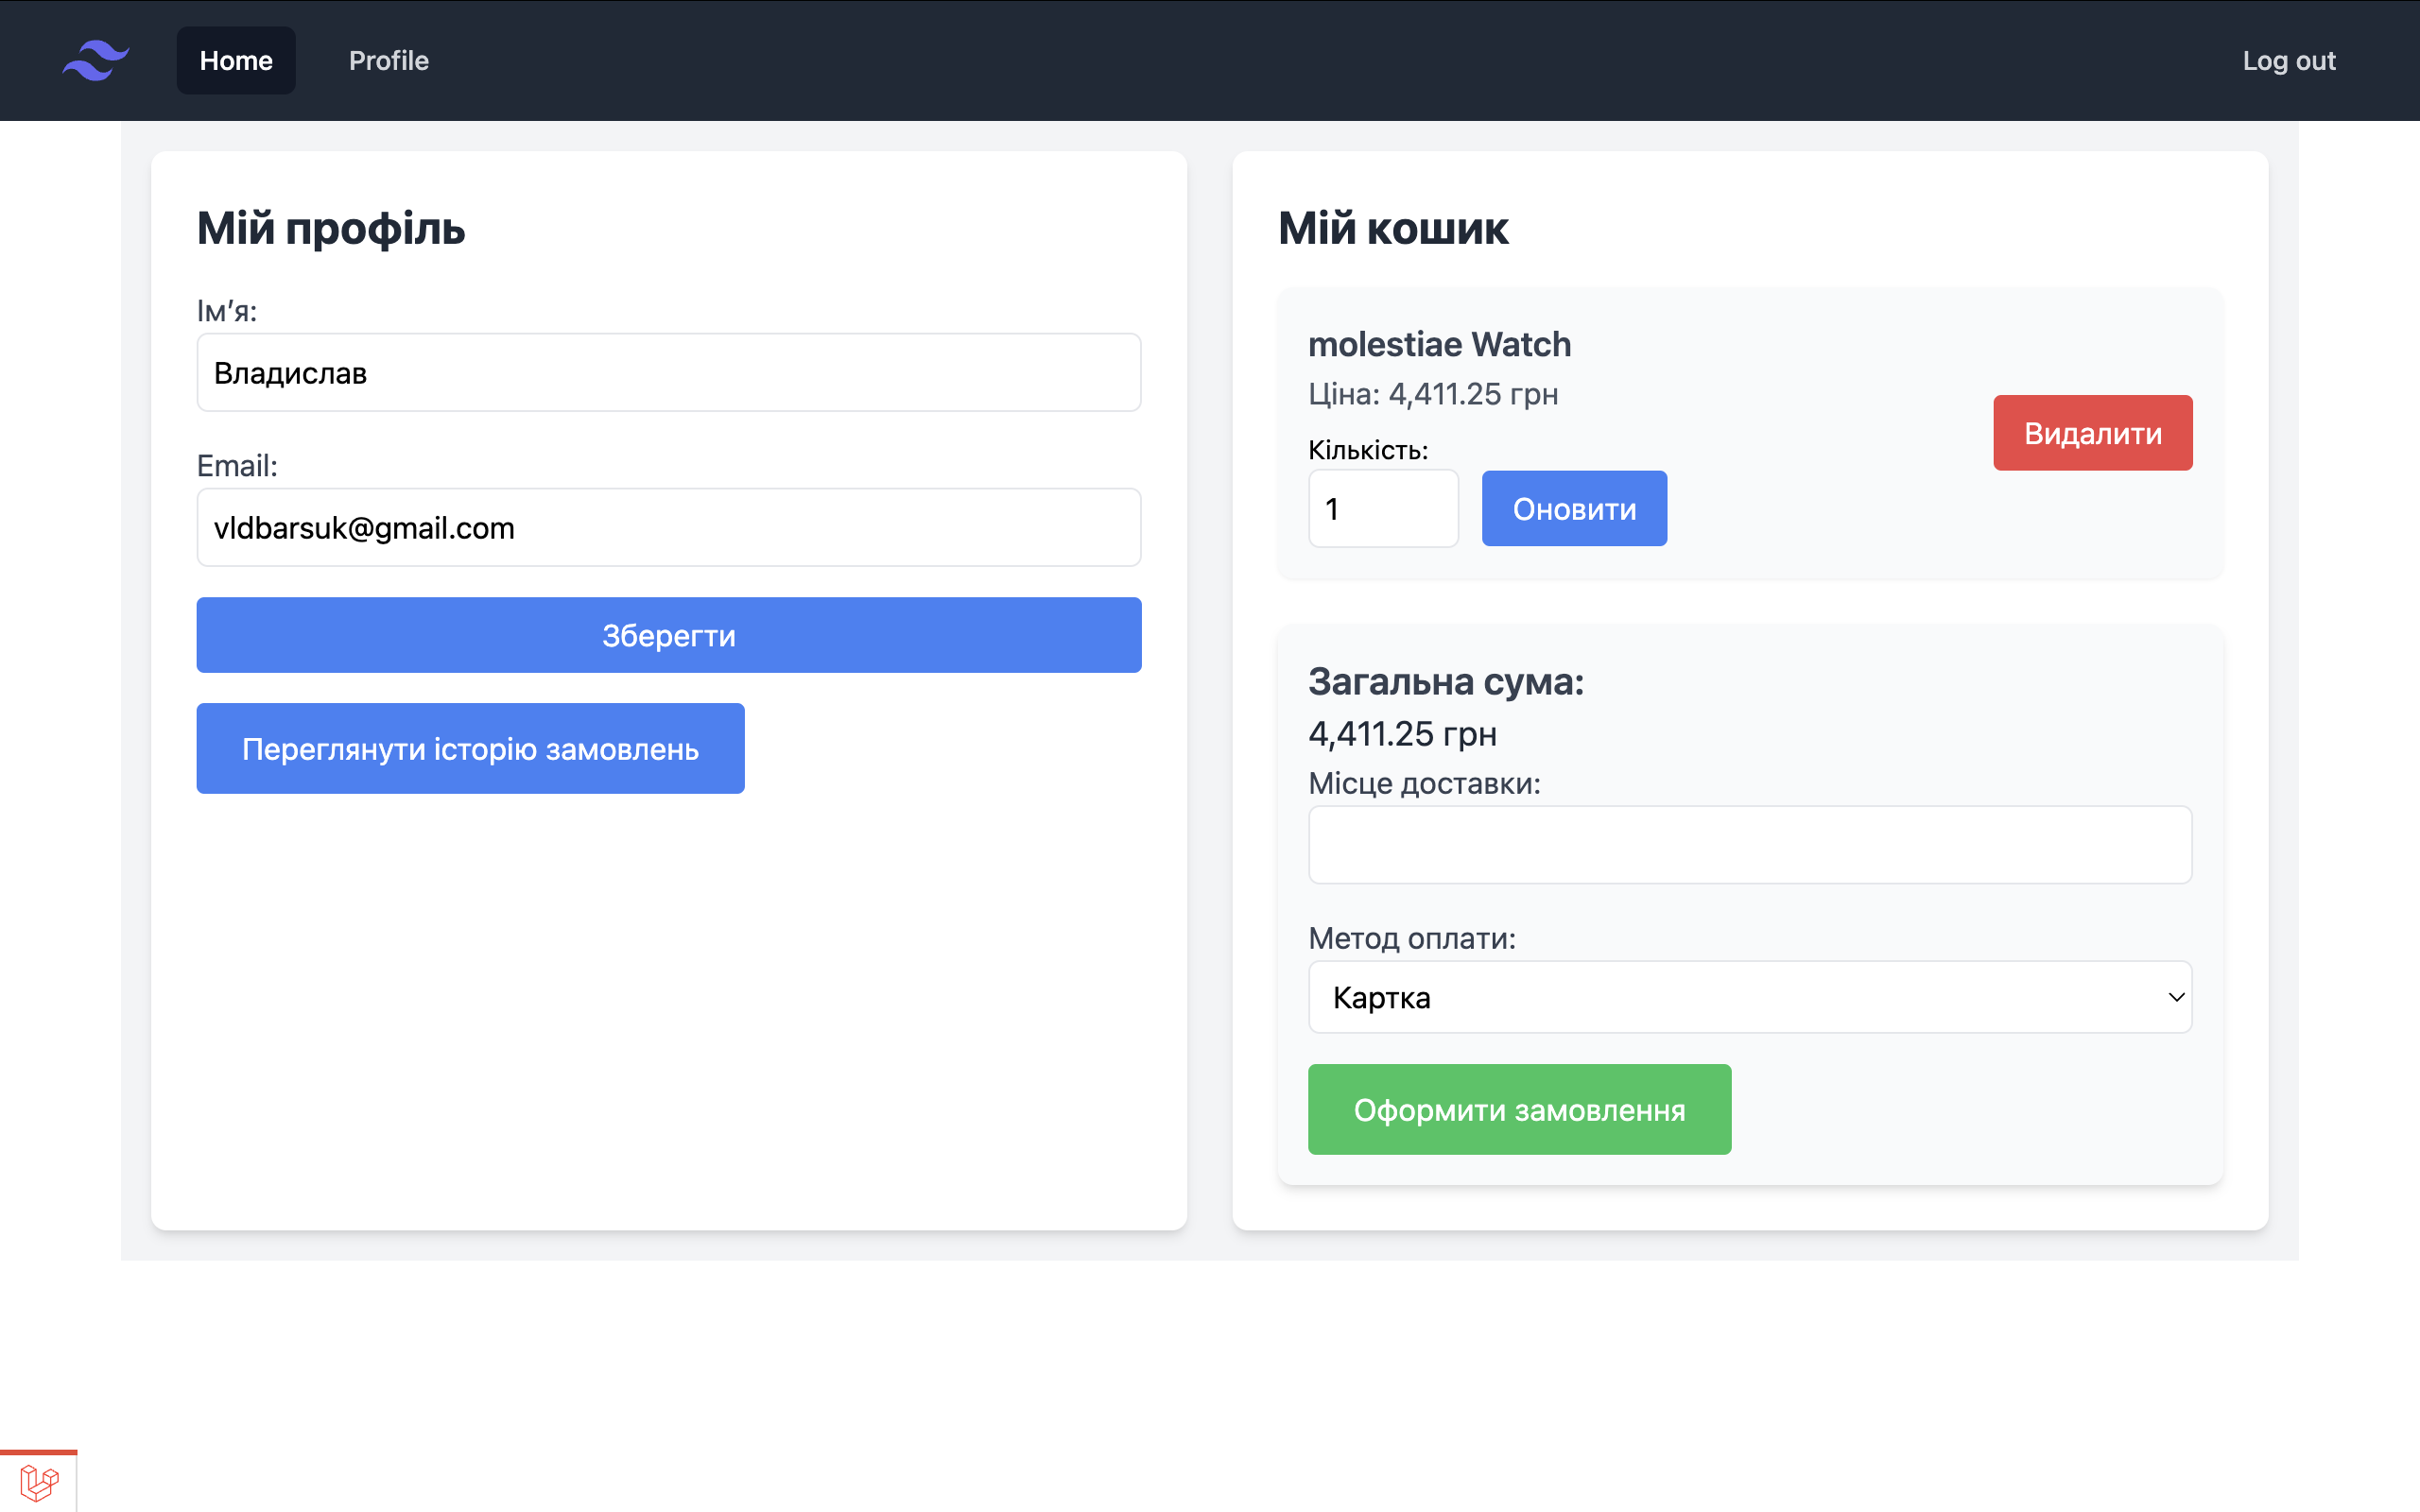 Home
Profile
Log out
Мій профіль
Ім’я:
Владислав
Email:
vldbarsuk@gmail.com
Зберегти
Переглянути історію замовлень
Мій кошик
molestiae Watch
Ціна: 4,411.25 грн
Кількість:
1
Оновити
Видалити
Загальна сума:
4,411.25 грн
Місце доставки:
Метод оплати:
Картка
Оформити замовлення